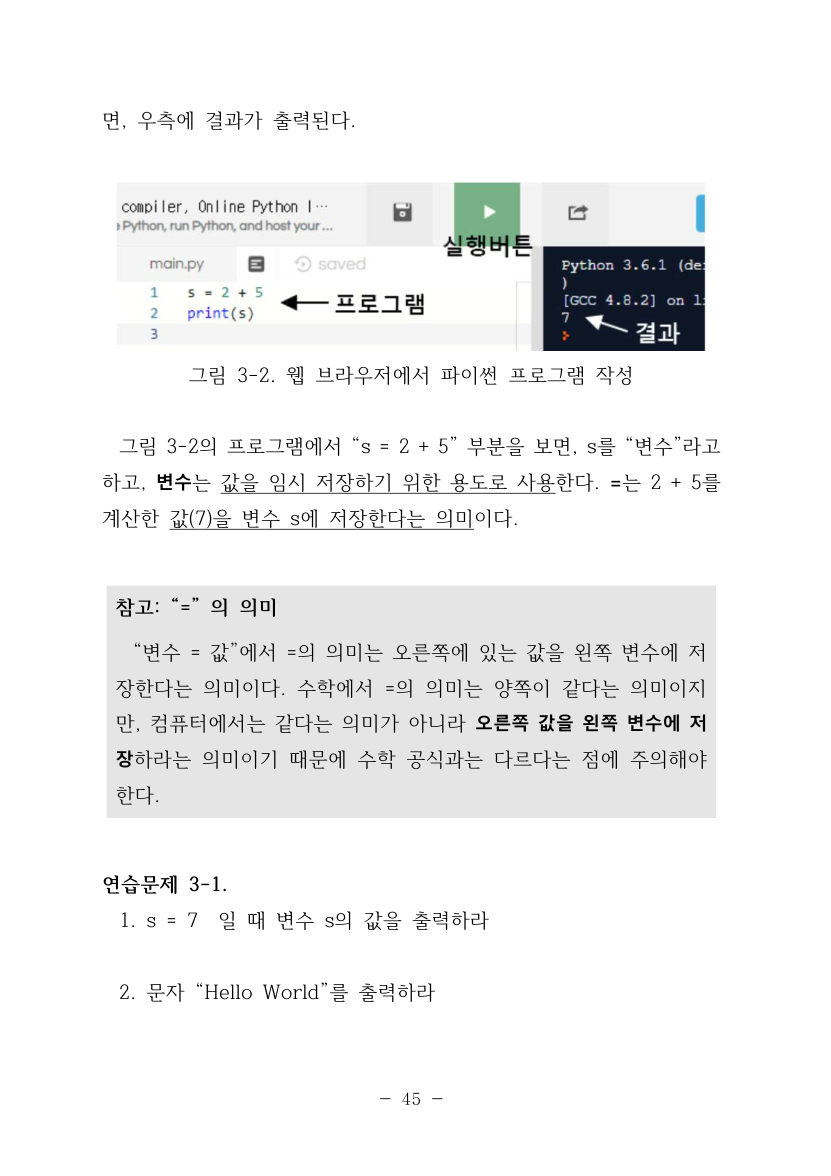 면, 우측에 결과가 출력된다.
compiler, Online Python I…
Python, run Python, and host your ...
실행버튼
main.py
saved
1 s = 2 + 5
2 print(s)
3
프로그램
Python 3.6.1 (de
)
[GCC 4.8.2] on l
7
결과
그림 3-2. 웹 브라우저에서 파이썬 프로그램 작성
그림 3-2의 프로그램에서 “s = 2 + 5” 부분을 보면, s를 “변수”라고
하고, 변수는 값을 임시 저장하기 위한 용도로 사용한다. =는 2 + 5를
계산한 값(7)을 변수 s에 저장한다는 의미이다.
참고: “=” 의 의미
“변수 = 값”에서 =의 의미는 오른쪽에 있는 값을 왼쪽 변수에 저
장한다는 의미이다. 수학에서 =의 의미는 양쪽이 같다는 의미이지
만, 컴퓨터에서는 같다는 의미가 아니라 오른쪽 값을 왼쪽 변수에 저
장하라는 의미이기 때문에 수학 공식과는 다르다는 점에 주의해야
한다.
연습문제 3-1.
1. s = 7 일 때 변수 s의 값을 출력하라
2. 문자 “Hello World”를 출력하라
- 45 -